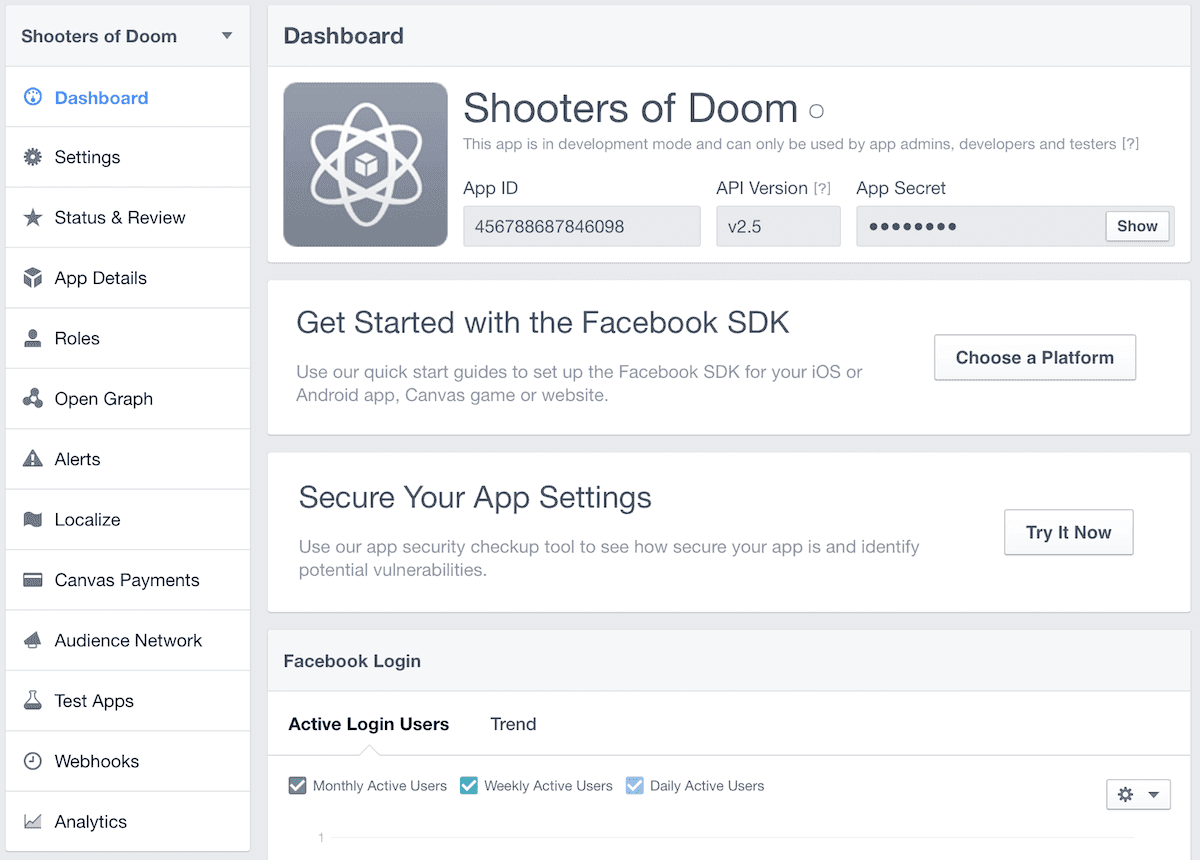 Shooters of Doom
Dashboard
Settings
Status & Review
App Details
Roles
Open Graph
Alerts
Localize
Canvas Payments
Audience Network
Test Apps
Webhooks
Analytics
Dashboard
Shooters of Doom
This app is in development mode and can only be used by app admins, developers and testers [?]
App ID
456788687846098
API Version [?]
v2.5
App Secret
●●●●●●●●
Show
Get Started with the Facebook SDK
Use our quick start guides to set up the Facebook SDK for your iOS or
Android app, Canvas game or website.
Choose a Platform
Secure Your App Settings
Use our app security checkup tool to see how secure your app is and identify
potential vulnerabilities.
Try It Now
Facebook Login
Active Login Users
Trend
Monthly Active Users
Weekly Active Users
Daily Active Users
1